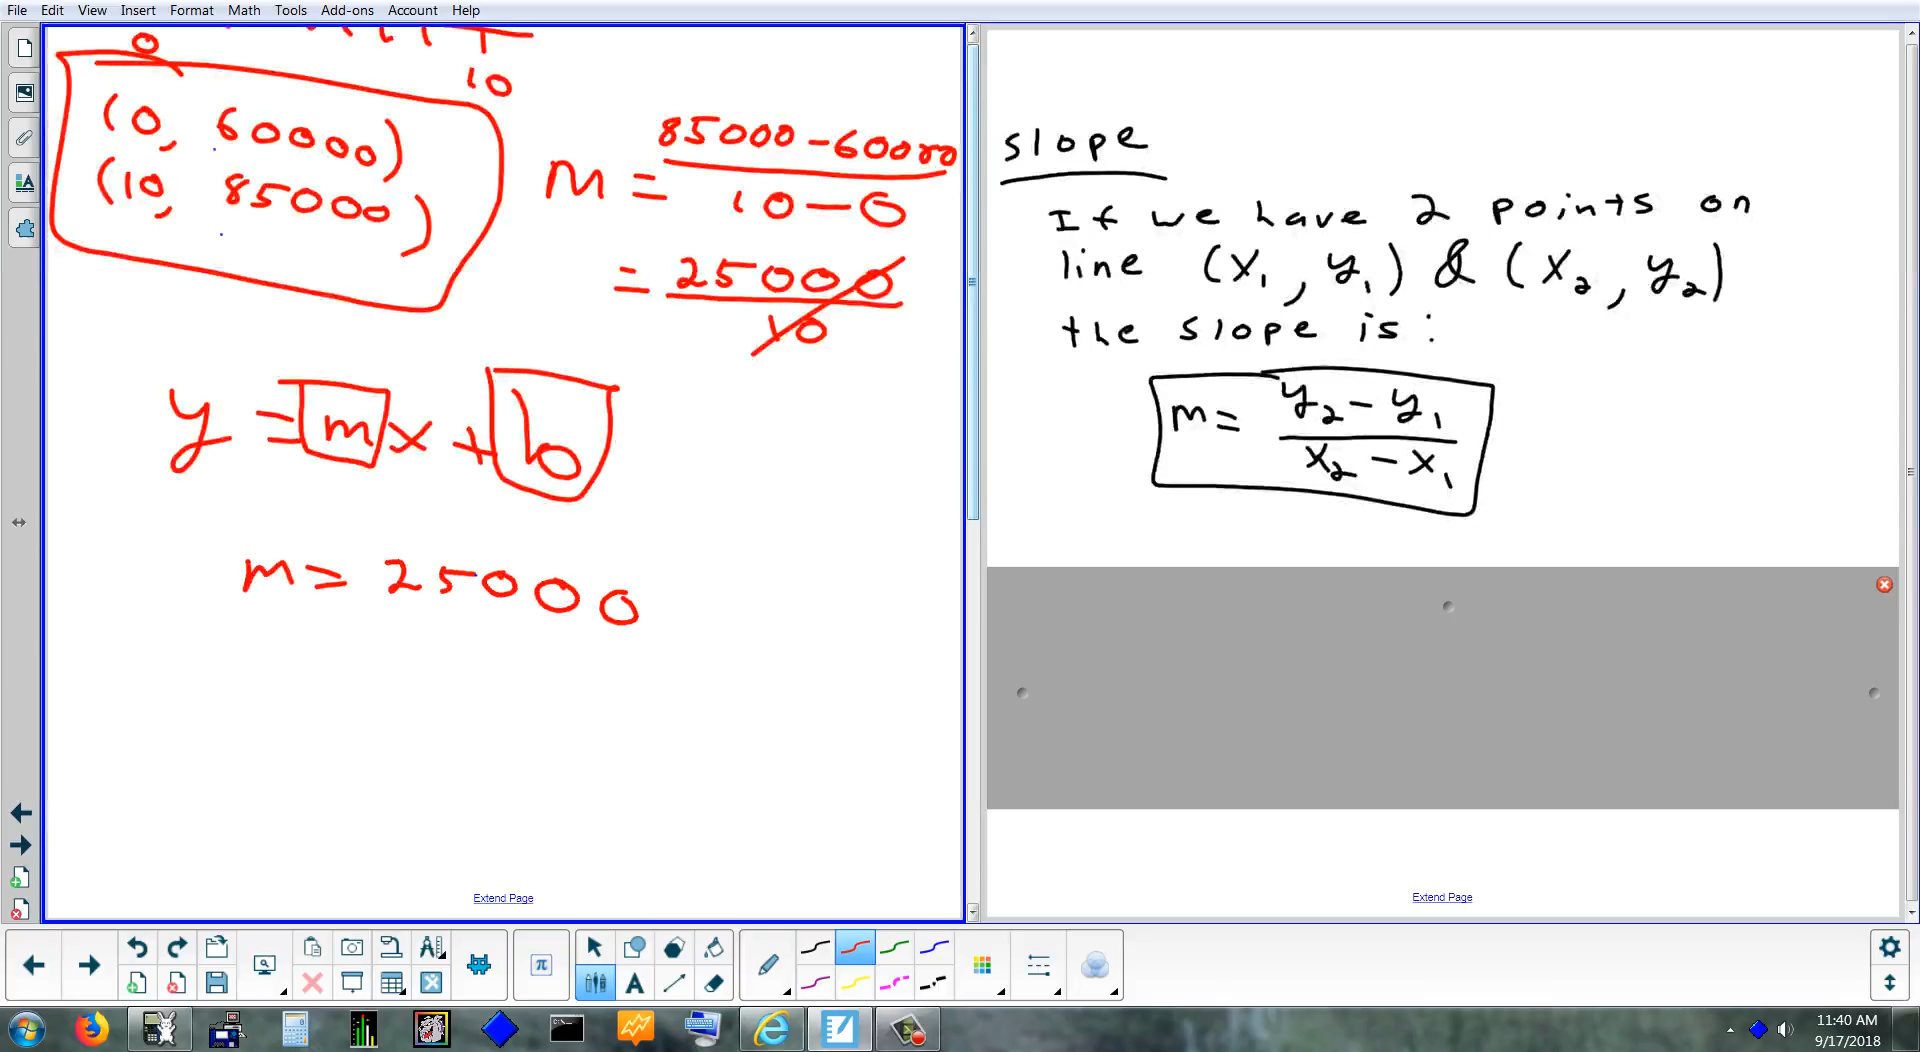 File Edit View Insert Format Math Tools Add-ons Account Help
0
10
(0, 60000)
(10, 85000)
m = 85000 - 60000
10 - 0
= 25000
10
y = mx + b
m = 25000
Extend Page
slope
If we have 2 points on
line (x₁, y₁) & (x₂, y₂)
the slope is:
m = y₂ - y₁
x₂ - x₁
Extend Page
11:40 AM
9/17/2018